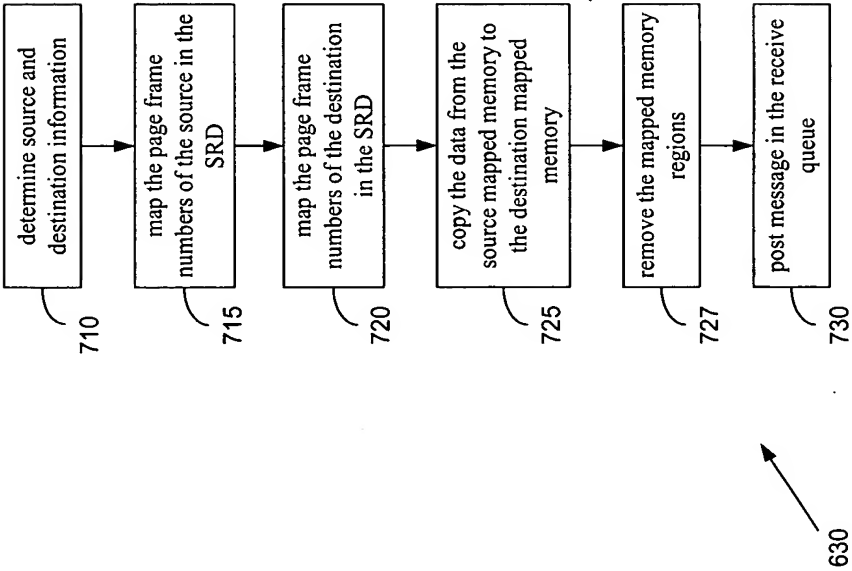 determine source and
destination information
710
map the page frame
numbers of the source in the
SRD
715
map the page frame
numbers of the destination
in the SRD
720
copy the data from the
source mapped memory to
the destination mapped
memory
725
remove the mapped memory
regions
727
post message in the receive
queue
730
630